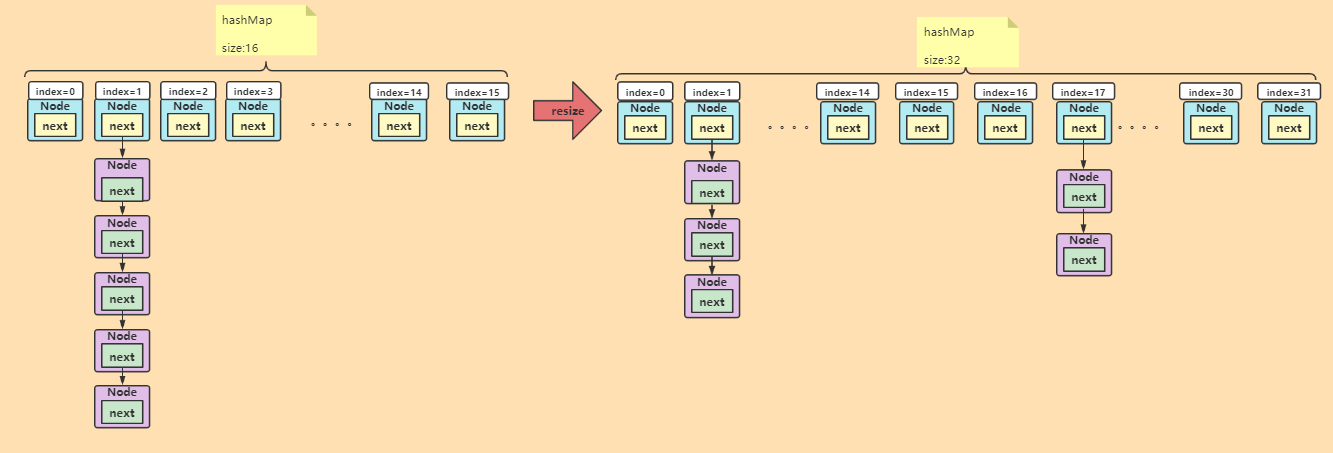 hashMap
size:16
index=0
index=1
index=2
index=3
index=14
index=15
Node
next
Node
next
Node
next
Node
next
Node
next
Node
next
Node
next
Node
next
Node
next
Node
next
Node
next
resize
hashMap
size:32
index=0
index=1
index=14
index=15
index=16
index=17
index=30
index=31
Node
next
Node
next
Node
next
Node
next
Node
next
Node
next
Node
next
Node
next
Node
next
Node
next
Node
next
Node
next
Node
next